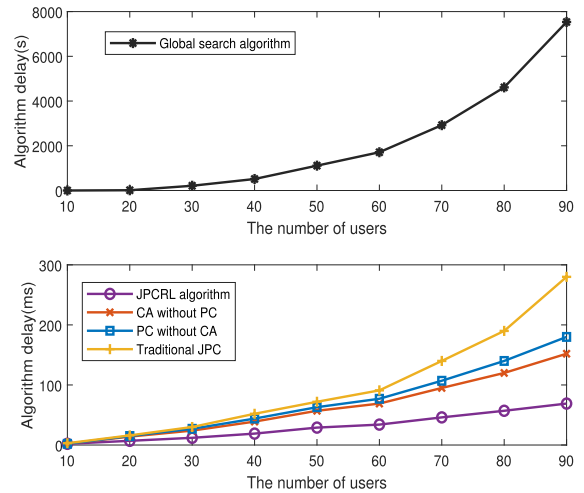 8000
6000
4000
2000
0
Algorithm delay(s)
Global search algorithm
10 20 30 40 50 60 70 80 90
The number of users
300
200
100
0
Algorithm delay(ms)
JPCRL algorithm
CA without PC
PC without CA
Traditional JPC
10 20 30 40 50 60 70 80 90
The number of users